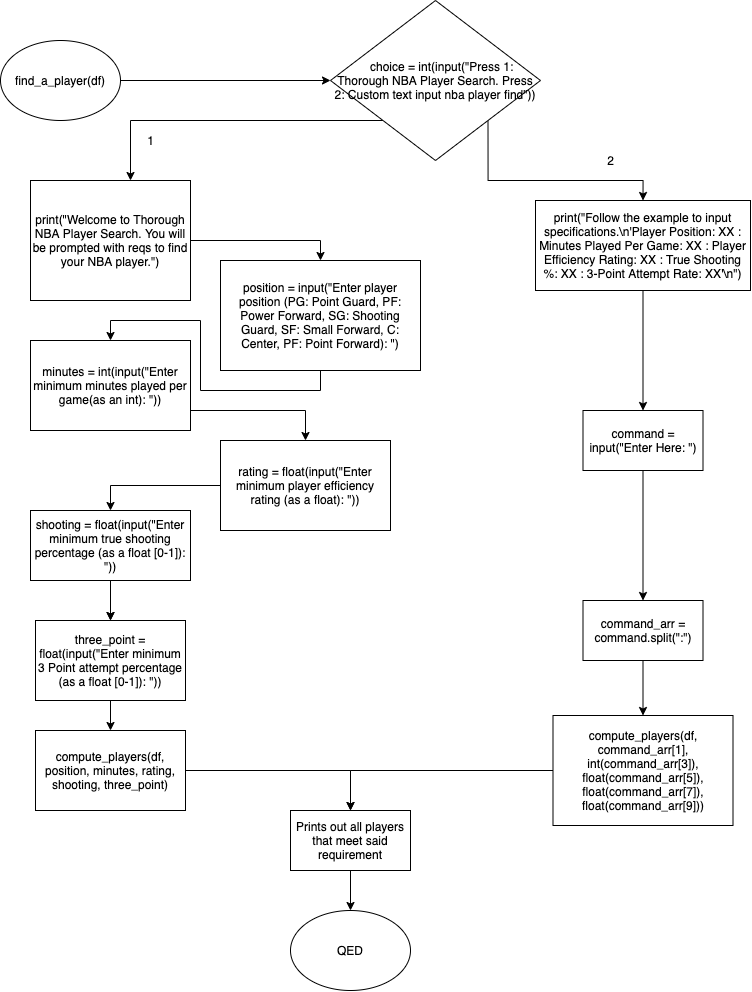 find_a_player(df)
choice = int(input("Press 1:
Thorough NBA Player Search. Press
2: Custom text input nba player find"))
1
2
print("Welcome to Thorough
NBA Player Search. You will
be prompted with reqs to find
your NBA player.")
print("Follow the example to input
specifications.\n'Player Position: XX :
Minutes Played Per Game: XX : Player
Efficiency Rating: XX : True Shooting
%: XX : 3-Point Attempt Rate: XX'\n")
position = input("Enter player
position (PG: Point Guard, PF:
Power Forward, SG: Shooting
Guard, SF: Small Forward, C:
Center, PF: Point Forward): ")
minutes = int(input("Enter
minimum minutes played per
game(as an int): "))
command =
input("Enter Here: ")
rating = float(input("Enter
minimum player efficiency
rating (as a float): "))
shooting = float(input("Enter
minimum true shooting
percentage (as a float [0-1]):
"))
command_arr =
command.split(":")
three_point =
float(input("Enter minimum
3 Point attempt percentage
(as a float [0-1]): "))
compute_players(df,
position, minutes, rating,
shooting, three_point)
compute_players(df,
command_arr[1],
int(command_arr[3]),
float(command_arr[5]),
float(command_arr[7]),
float(command_arr[9]))
Prints out all players
that meet said
requirement
QED